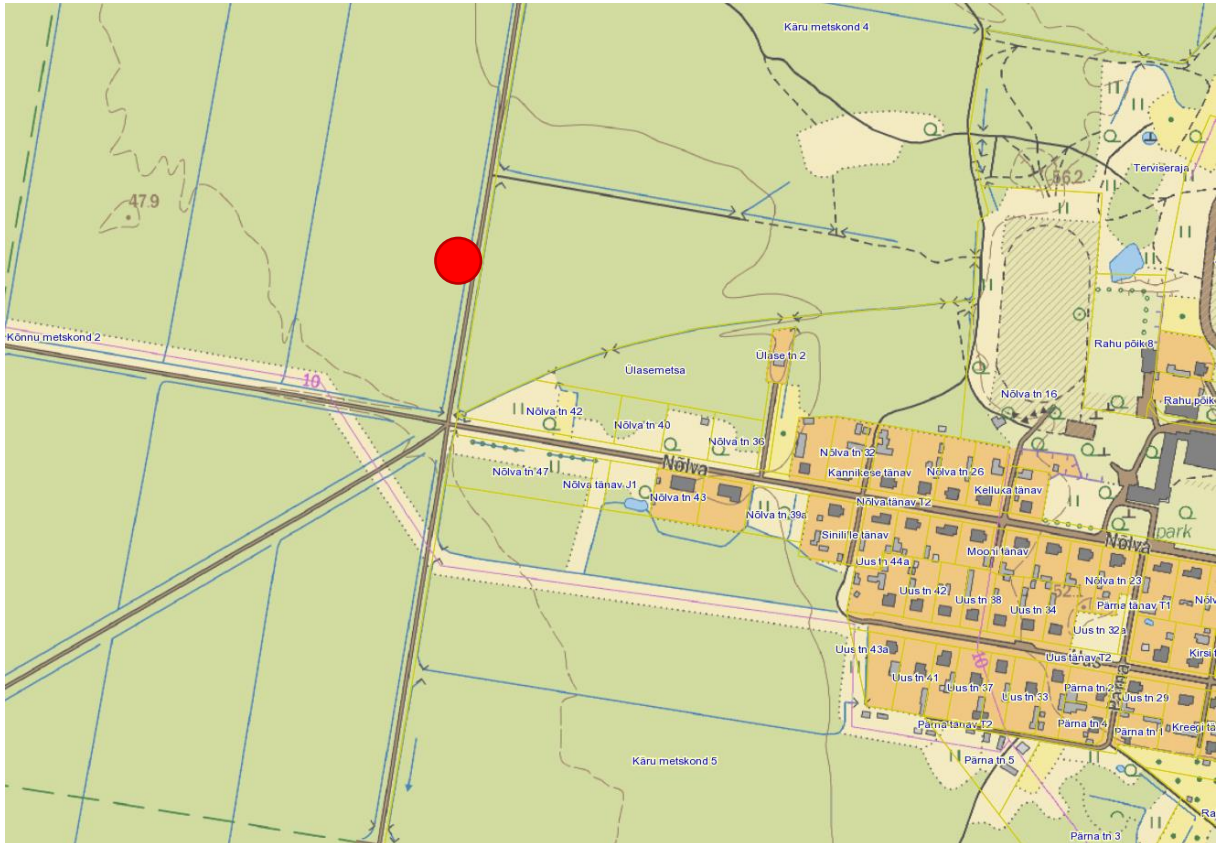 Käru metskond 4
56.2
Terviseraja
47.9
Kõnnu metskond 2
10
Ülase tn 2
Rahu põik 8
Ülasemetsa
Nõlva tn 16
Rahu põik
Nõlva tn 42
Nõlva tn 40
Nõlva tn 36
Nõlva tn 32
Kannikese tänav
Nõlva tn 26
Nõlva
Nõlva tn 47
Nõlva tänav J1
Nõlva tn 43
Kelluka tänav
Nõlva tänav T2
Nõlva tn 39a
Sinilille tänav
park
Nõlva
Mooni tänav
Uus tn 44a
Nõlva tn 23
Uus tn 42
Uus tn 38
Uus tn 34
Pärna tänav T1
Uus tn 32a
Uus tn 43a
10
Uus tänav T2
Uus
Uus tn 41
Uus tn 37
Uus tn 33
Pärna tn 2
Uus tn 29
Pärna
Pärna tänav T2
Pärna tn 4
Pärna tn 1
Käru metskond 5
Pärna tn 5
Pärna tn 3